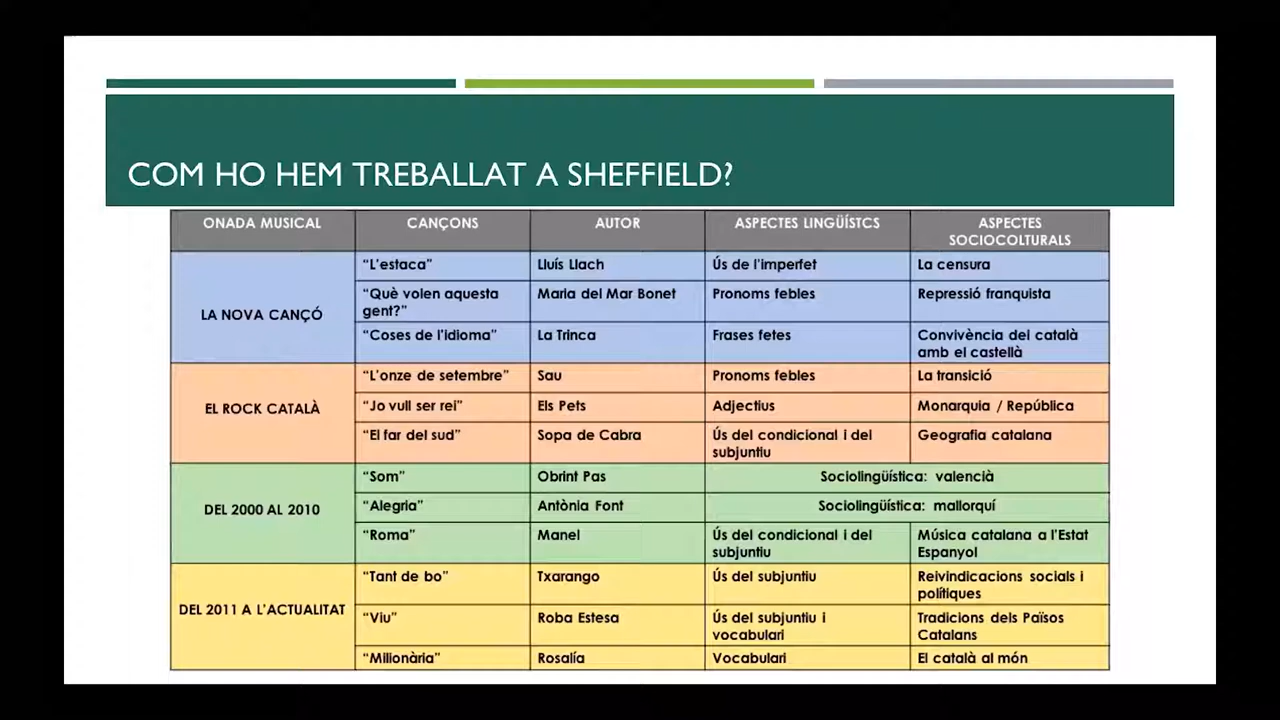 COM HO HEM TREBALLAT A SHEFFIELD?
ONADA MUSICAL CANÇONS AUTOR ASPECTES LINGÜÍSTCS ASPECTES
SOCIOCOLTURALS
LA NOVA CANÇÓ
“L’estaca” Lluís Llach Ús de l’imperfet La censura
“Què volen aquesta Maria del Mar Bonet Pronoms febles Repressió franquista
gent?”
“Coses de l’idioma” La Trinca Frases fetes Convivència del català
amb el castellà
EL ROCK CATALÀ
“L’onze de setembre” Sau Pronoms febles La transició
“Jo vull ser rei” Els Pets Adjectius Monarquia / República
“El far del sud” Sopa de Cabra Ús del condicional i del Geografia catalana
subjuntiu
DEL 2000 AL 2010
“Som” Obrint Pas Sociolingüística: valencià
“Alegria” Antònia Font Sociolingüística: mallorquí
“Roma” Manel Ús del condicional i del Música catalana a l’Estat
subjuntiu Espanyol
DEL 2011 A L’ACTUALITAT
“Tant de bo” Txarango Ús del subjuntiu Reivindicacions socials i
polítiques
“Viu” Roba Estesa Ús del subjuntiu i Tradicions dels Països
vocabulari Catalans
“Milionària” Rosalía Vocabulari El català al món